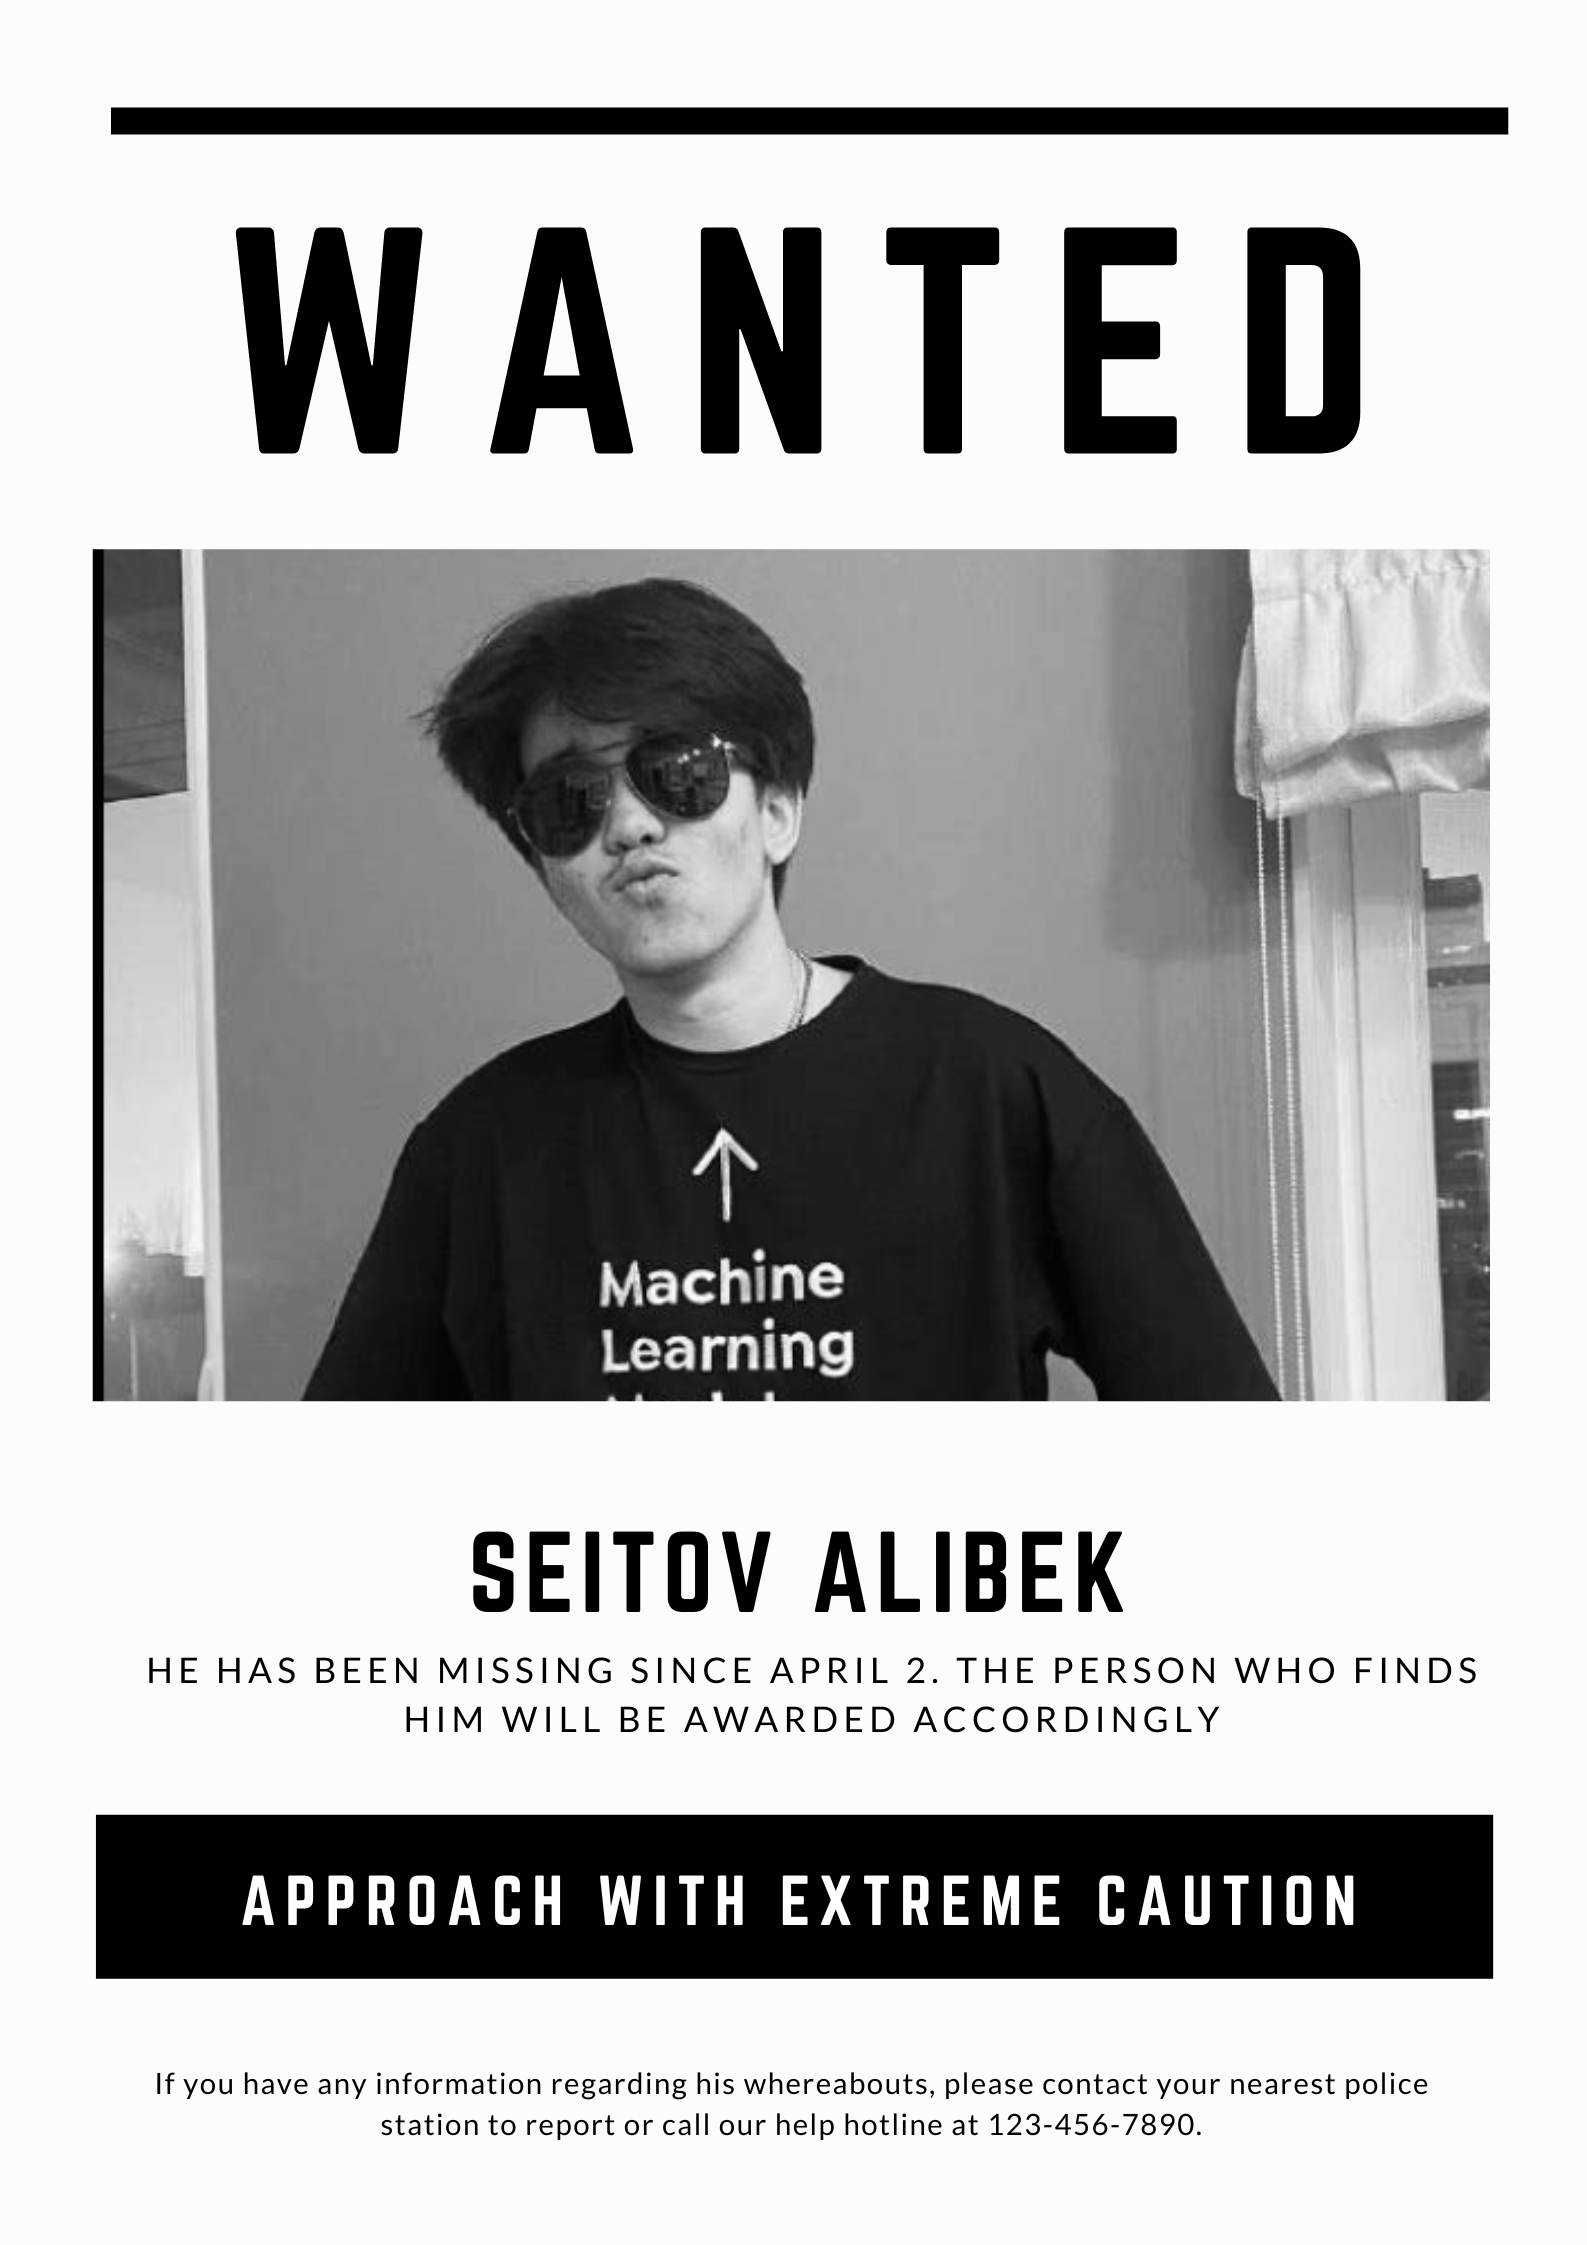 WANTED
Machine
Learning
SEITOV ALIBEK
HE HAS BEEN MISSING SINCE APRIL 2. THE PERSON WHO FINDS
HIM WILL BE AWARDED ACCORDINGLY
APPROACH WITH EXTREME CAUTION
If you have any information regarding his whereabouts, please contact your nearest police
station to report or call our help hotline at 123-456-7890.